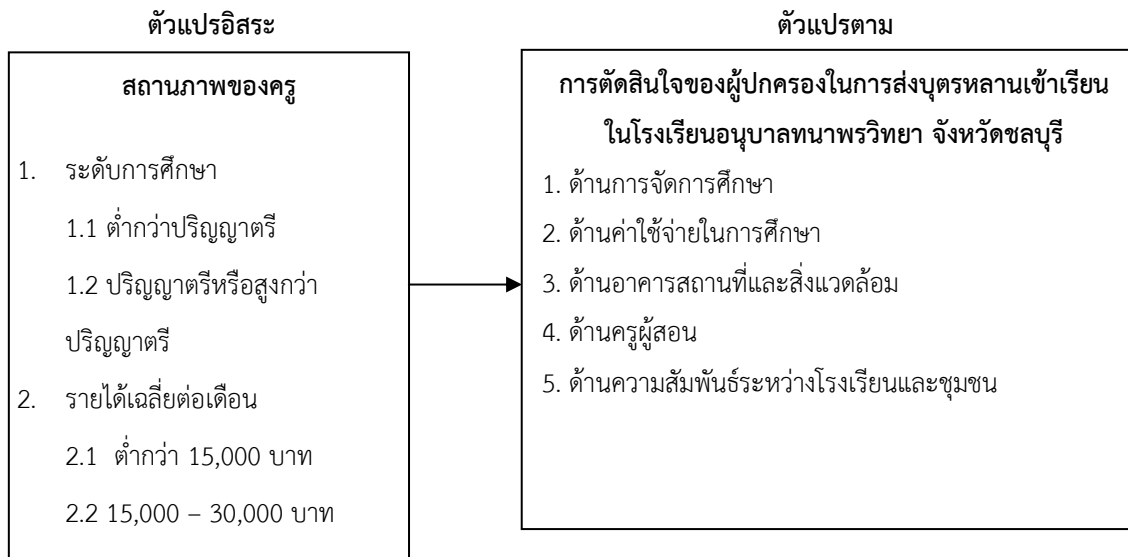 ตัวแปรอิสระ
ตัวแปรตาม
สถานภาพของครู
1. ระดับการศึกษา
1.1 ต่ำกว่าปริญญาตรี
1.2 ปริญญาตรีหรือสูงกว่า
ปริญญาตรี
2. รายได้เฉลี่ยต่อเดือน
2.1 ต่ำกว่า 15,000 บาท
2.2 15,000 – 30,000 บาท
การตัดสินใจของผู้ปกครองในการส่งบุตรหลานเข้าเรียน
ในโรงเรียนอนุบาลทนาพรวิทยา จังหวัดชลบุรี
1. ด้านการจัดการศึกษา
2. ด้านค่าใช้จ่ายในการศึกษา
3. ด้านอาคารสถานที่และสิ่งแวดล้อม
4. ด้านครูผู้สอน
5. ด้านความสัมพันธ์ระหว่างโรงเรียนและชุมชน